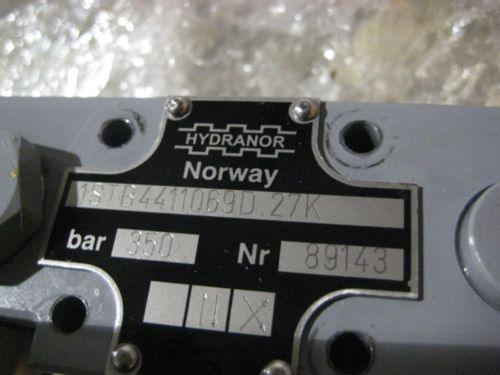 HYDRANOR
Norway
1STB4411069D.27K
bar 350 Nr 89143